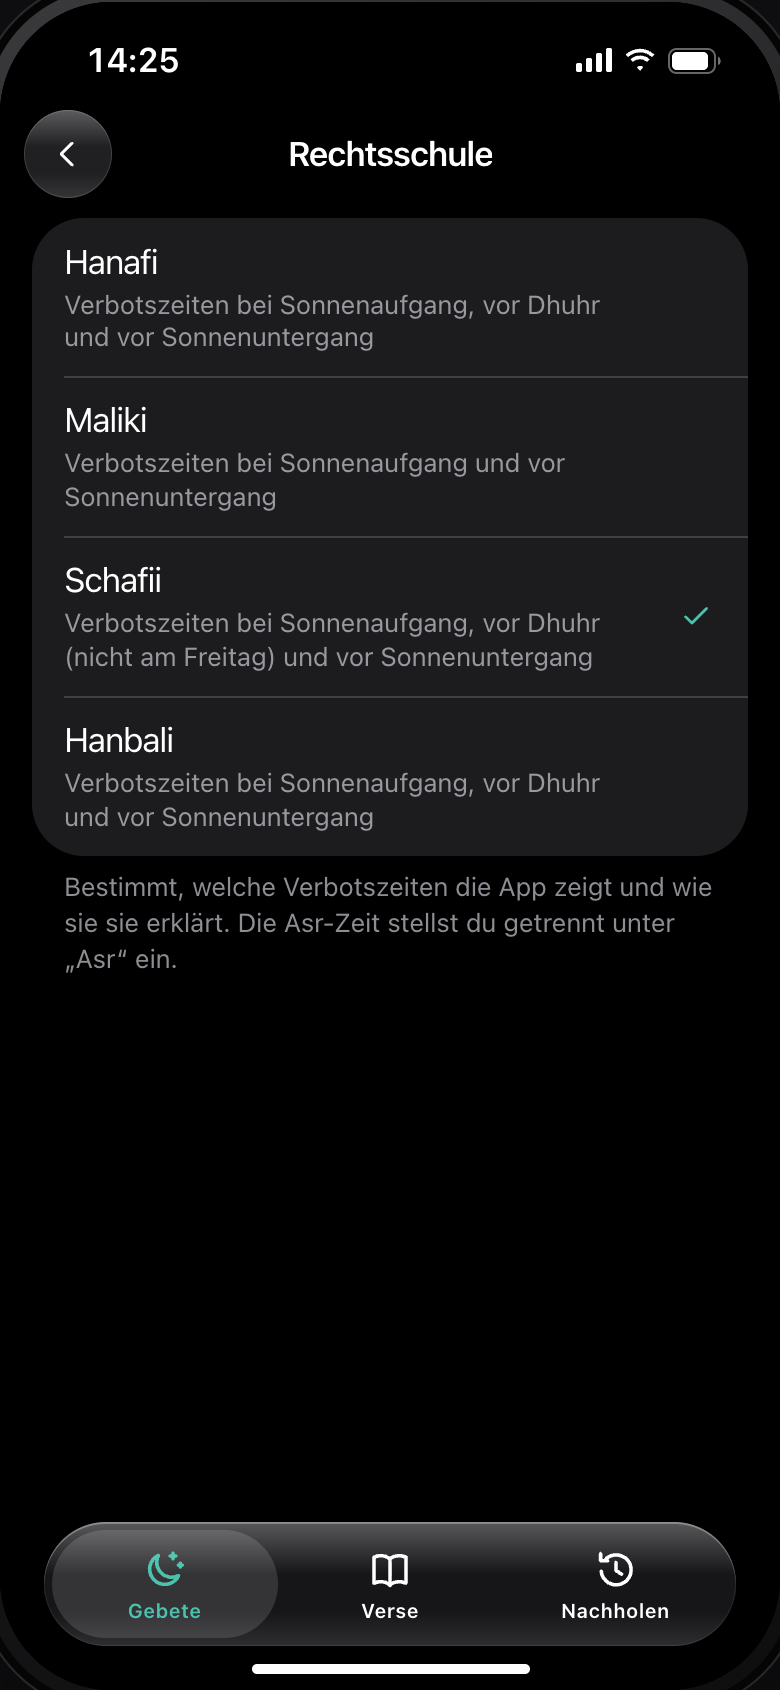 14:25
Rechtsschule
Hanafi
Verbotszeiten bei Sonnenaufgang, vor Dhuhr
und vor Sonnenuntergang
Maliki
Verbotszeiten bei Sonnenaufgang und vor
Sonnenuntergang
Schafii
Verbotszeiten bei Sonnenaufgang, vor Dhuhr
(nicht am Freitag) und vor Sonnenuntergang
Hanbali
Verbotszeiten bei Sonnenaufgang, vor Dhuhr
und vor Sonnenuntergang
Bestimmt, welche Verbotszeiten die App zeigt und wie
sie sie erklärt. Die Asr-Zeit stellst du getrennt unter
„Asr“ ein.
Gebete
Verse
Nachholen